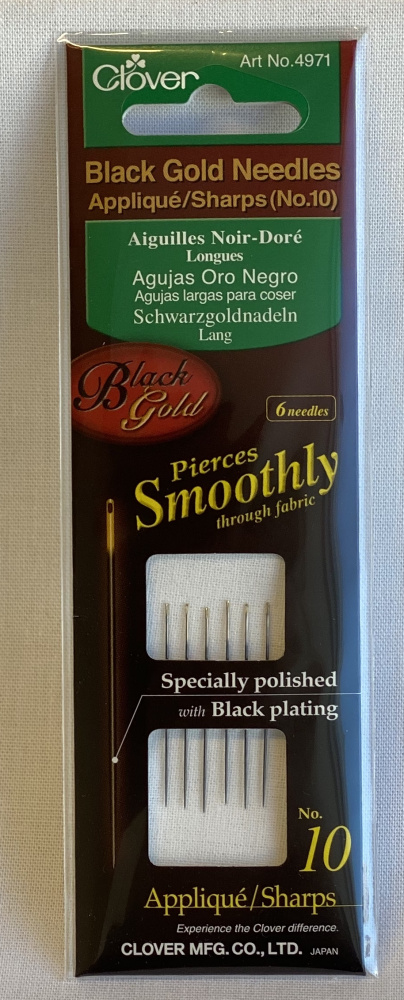 Clover
Art No.4971
Black Gold Needles
Appliqué/Sharps (No.10)
Aiguilles Noir-Doré
Longues
Agujas Oro Negro
Agujas largas para coser
Schwarzgoldnadeln
Lang
Black
Gold
6 needles
Pierces
Smoothly
through fabric
Specially polished
with Black plating
No.
10
Appliqué/Sharps
Experience the Clover difference.
CLOVER MFG. CO., LTD. JAPAN